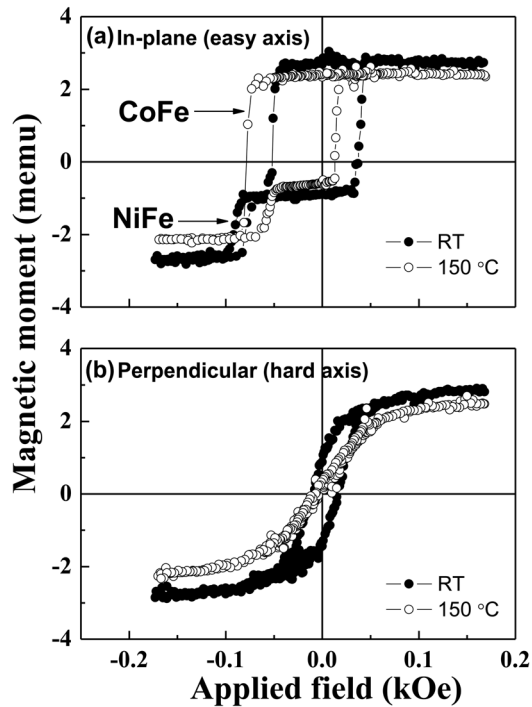 Magnetic moment (memu)
4
(a) In-plane (easy axis)
2
CoFe
0
NiFe
-2
RT
150 °C
-4
4
(b) Perpendicular (hard axis)
2
0
-2
RT
150 °C
-4
-0.2 -0.1 0.0 0.1 0.2
Applied field (kOe)